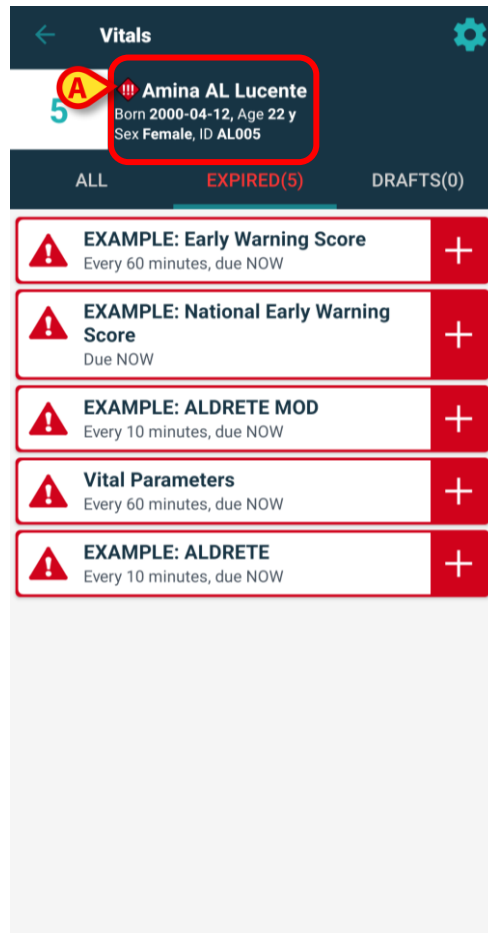 Vitals
A
5
!!! Amina AL Lucente
Born 2000-04-12, Age 22 y
Sex Female, ID AL005
ALL EXPIRED(5) DRAFTS(0)
EXAMPLE: Early Warning Score
Every 60 minutes, due NOW
EXAMPLE: National Early Warning
Score
Due NOW
EXAMPLE: ALDRETE MOD
Every 10 minutes, due NOW
Vital Parameters
Every 60 minutes, due NOW
EXAMPLE: ALDRETE
Every 10 minutes, due NOW